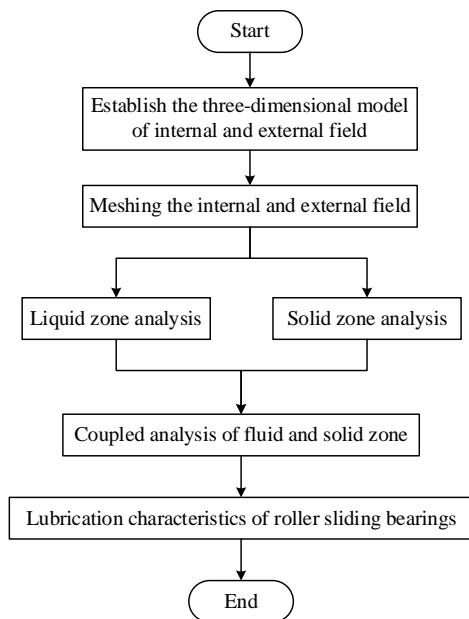 Start
Establish the three-dimensional model
of internal and external field
Meshing the internal and external field
Liquid zone analysis
Solid zone analysis
Coupled analysis of fluid and solid zone
Lubrication characteristics of roller sliding bearings
End